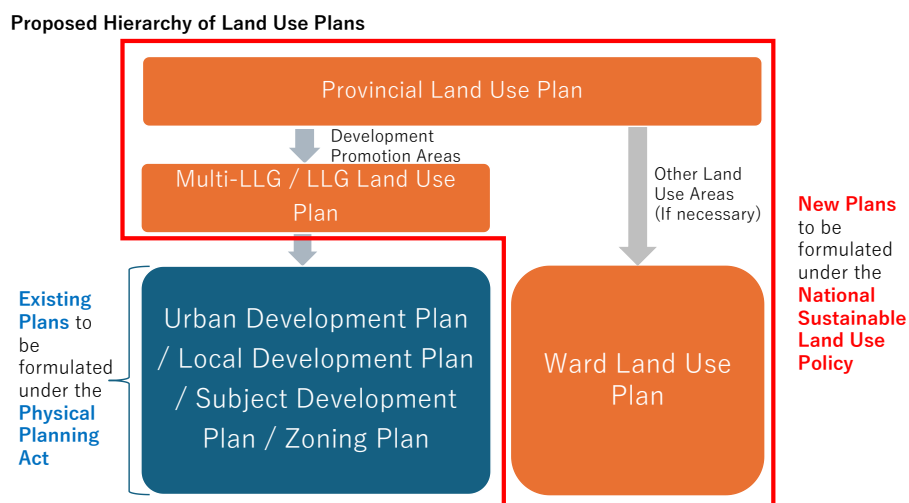 Proposed Hierarchy of Land Use Plans
Provincial Land Use Plan
Development
Promotion Areas
Multi-LLG / LLG Land Use
Plan
Other Land
Use Areas
(If necessary)
New Plans
to be
formulated
under the
National
Sustainable
Land Use
Policy
Existing
Plans to
be
formulated
under the
Physical
Planning
Act
Urban Development Plan
/ Local Development Plan
/ Subject Development
Plan / Zoning Plan
Ward Land Use
Plan